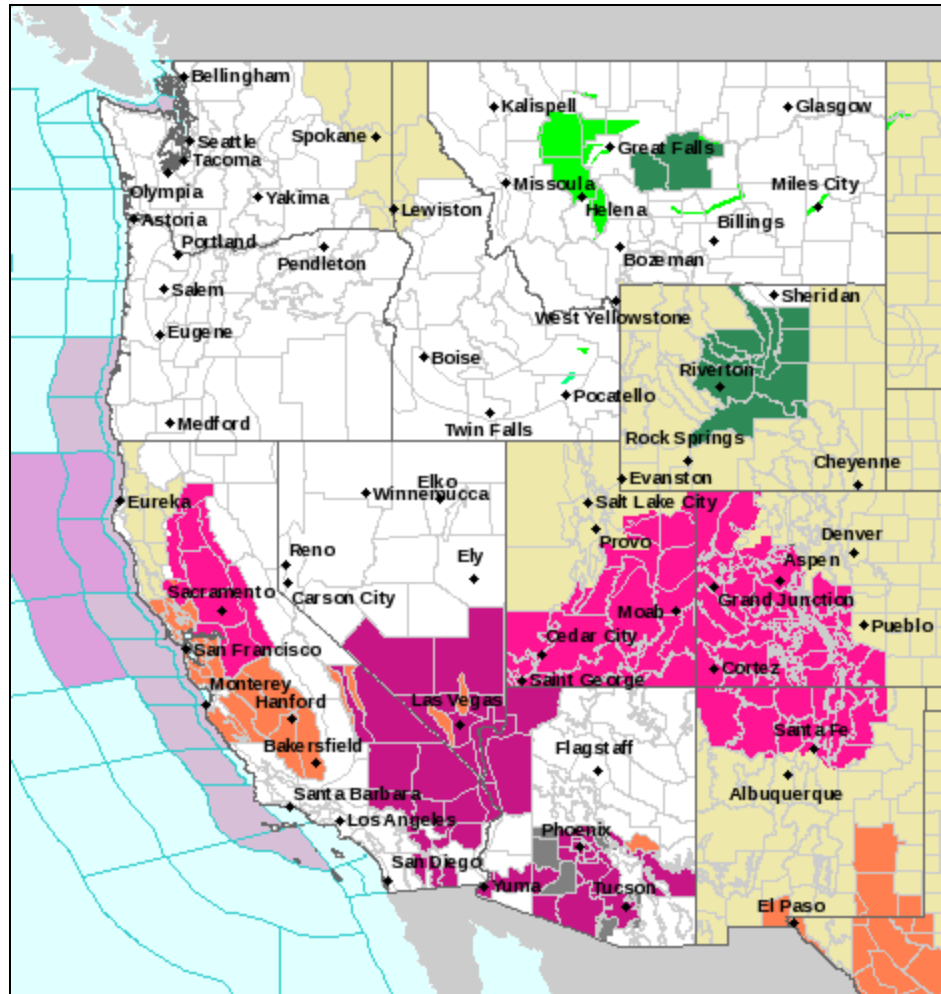 Bellingham
Kalispell
Glasgow
Spokane
Seattle
Great Falls
Tacoma
Missoula
Miles City
Olympia
Yakima
Helena
Lewiston
Astoria
Billings
Portland
Bozeman
Pendleton
Salem
Sheridan
West Yellowstone
Eugene
Boise
Riverton
Pocatello
Medford
Twin Falls
Rock Springs
Cheyenne
Elko
Evanston
Winnemucca
Eureka
Salt Lake City
Provo
Denver
Reno
Ely
Aspen
Sacramento
Carson City
Grand Junction
Moab
Pueblo
Cedar City
San Francisco
Cortez
Saint George
Monterey
Hanford
Las Vegas
Santa Fe
Bakersfield
Flagstaff
Albuquerque
Santa Barbara
Los Angeles
Phoenix
San Diego
Yuma
Tucson
El Paso